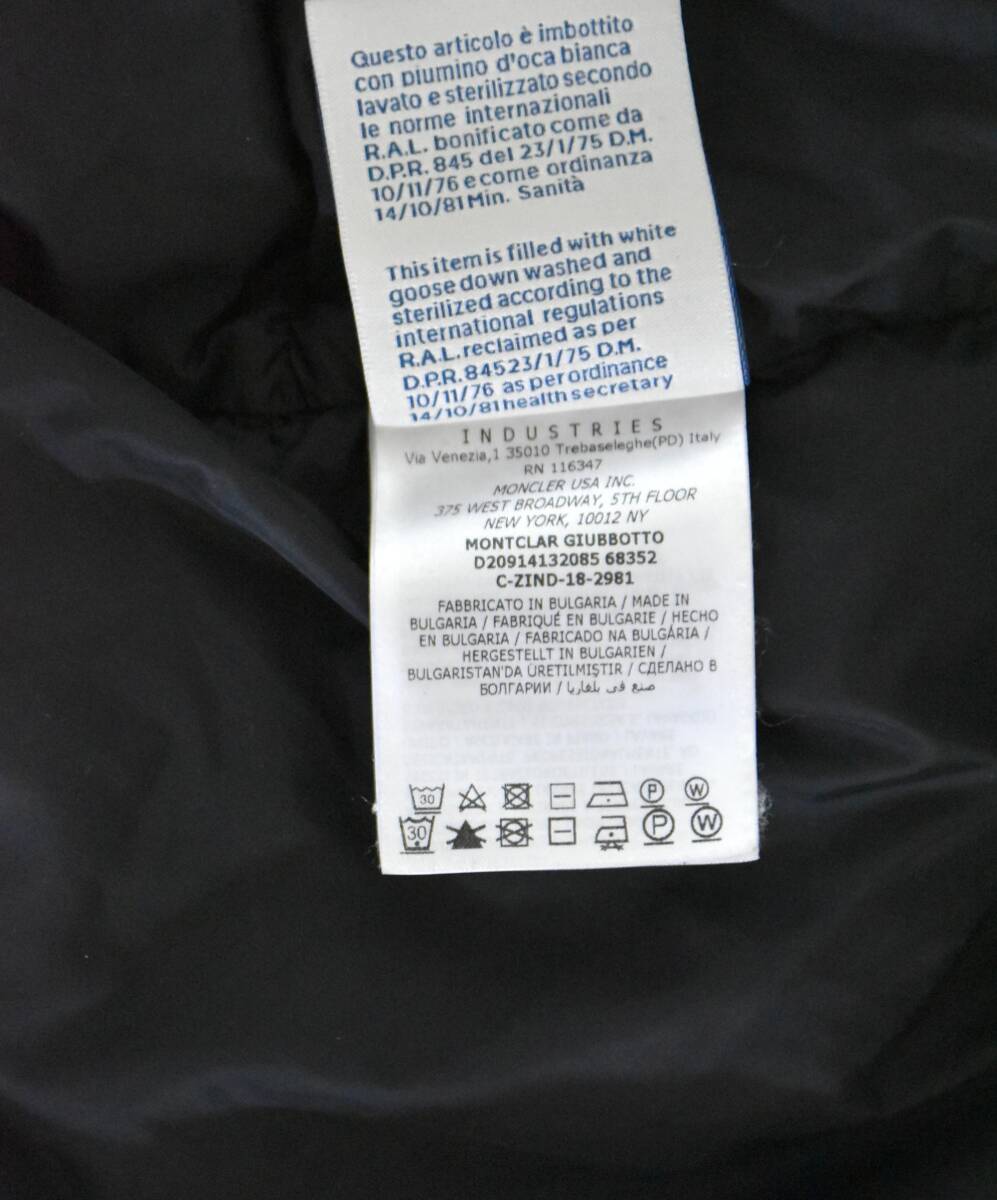 Questo articolo è imbottito
con piumino d'oca bianca
lavato e sterilizzato secondo
le norme internazionali
R.A.L. bonificato come da
D.P.R. 845 del 23/1/75 D.M.
10/11/76 e come ordinanza
14/10/81 Min. Sanità
This item is filled with white
goose down washed and
sterilized according to the
international regulations
R.A.L. reclaimed as per
D.P.R. 845 23/1/75 D.M.
10/11/76 as per ordinance
14/10/81 health secretary
INDUSTRIES
Via Venezia,1 35010 Trebaseleghe(PD) Italy
RN 116347
MONCLER USA INC.
375 WEST BROADWAY, 5TH FLOOR
NEW YORK, 10012 NY
MONTCLAR GIUBBOTTO
D20914132085 68352
C-ZIND-18-2981
FABBRICATO IN BULGARIA / MADE IN
BULGARIA / FABRIQUÉ EN BULGARIE / HECHO
EN BULGARIA / FABRICADO NA BULGÁRIA /
HERGESTELLT IN BULGARIEN /
BULGARISTAN'DA ÜRETILMIŞTIR / СДЕЛАНО В
БОЛГАРИИ / صنع في بلغاريا
30 P W
30 P W